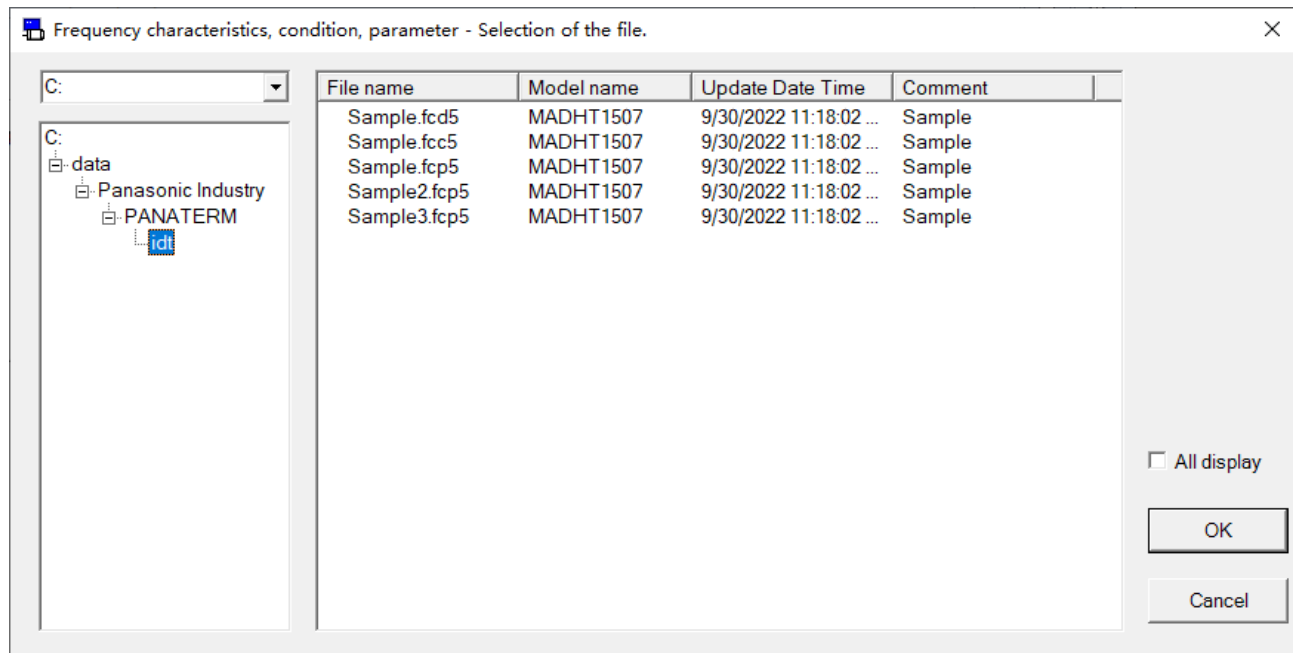 Frequency characteristics, condition, parameter - Selection of the file.
C:
C:
data
Panasonic Industry
PANATERM
idt
File name Model name Update Date Time Comment
Sample.fcd5 MADHT1507 9/30/2022 11:18:02 ... Sample
Sample.fcc5 MADHT1507 9/30/2022 11:18:02 ... Sample
Sample.fcp5 MADHT1507 9/30/2022 11:18:02 ... Sample
Sample2.fcp5 MADHT1507 9/30/2022 11:18:02 ... Sample
Sample3.fcp5 MADHT1507 9/30/2022 11:18:02 ... Sample
All display
OK
Cancel